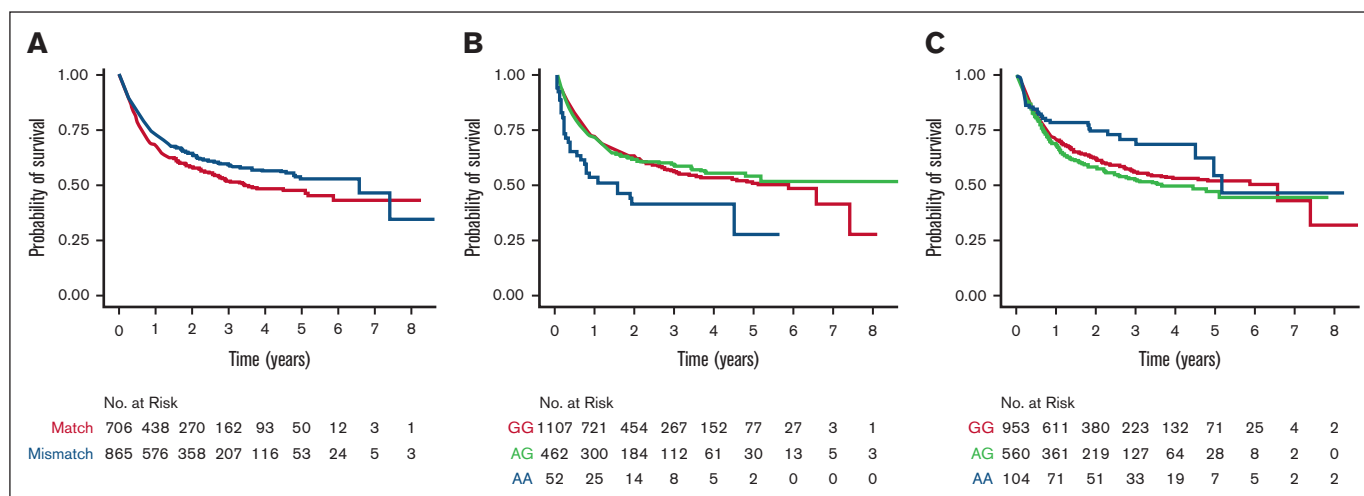 A
Probability of survival
1.00
0.75
0.50
0.25
0.00
0 1 2 3 4 5 6 7 8
Time (years)
No. at Risk
Match 706 438 270 162 93 50 12 3 1
Mismatch 865 576 358 207 116 53 24 5 3
B
Probability of survival
1.00
0.75
0.50
0.25
0.00
0 1 2 3 4 5 6 7 8
Time (years)
No. at Risk
GG 1107 721 454 267 152 77 27 3 1
AG 462 300 184 112 61 30 13 5 3
AA 52 25 14 8 5 2 0 0 0
C
Probability of survival
1.00
0.75
0.50
0.25
0.00
0 1 2 3 4 5 6 7 8
Time (years)
No. at Risk
GG 953 611 380 223 132 71 25 4 2
AG 560 361 219 127 64 28 8 2 0
AA 104 71 51 33 19 7 5 2 2